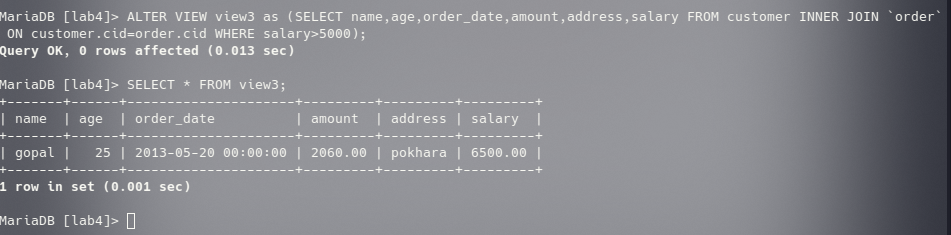 MariaDB [lab4]> ALTER VIEW view3 as (SELECT name,age,order_date,amount,address,salary FROM customer INNER JOIN `order`
 ON customer.cid=order.cid WHERE salary>5000);
Query OK, 0 rows affected (0.013 sec)

MariaDB [lab4]> SELECT * FROM view3;
+-------+------+---------------------+---------+---------+---------+
| name  | age  | order_date          | amount  | address | salary  |
+-------+------+---------------------+---------+---------+---------+
| gopal |   25 | 2013-05-20 00:00:00 | 2060.00 | pokhara | 6500.00 |
+-------+------+---------------------+---------+---------+---------+
1 row in set (0.001 sec)

MariaDB [lab4]>